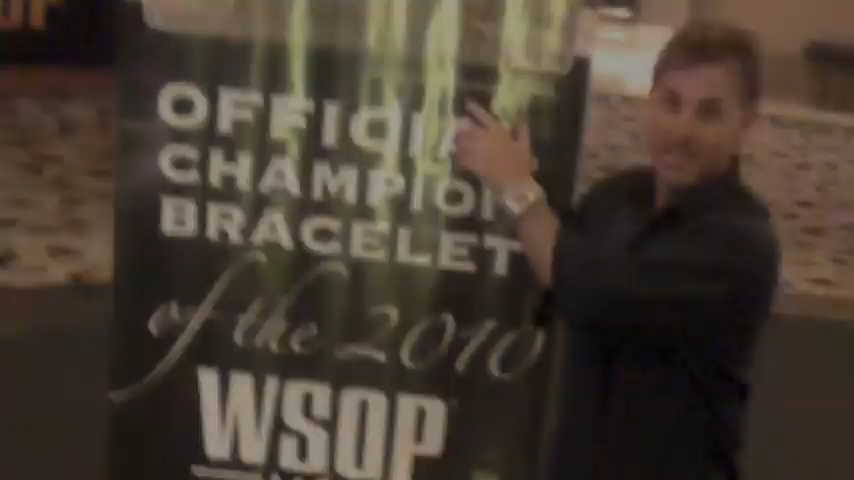 OFFICIAL
CHAMPION
BRACELET
of the 2010
WSOP